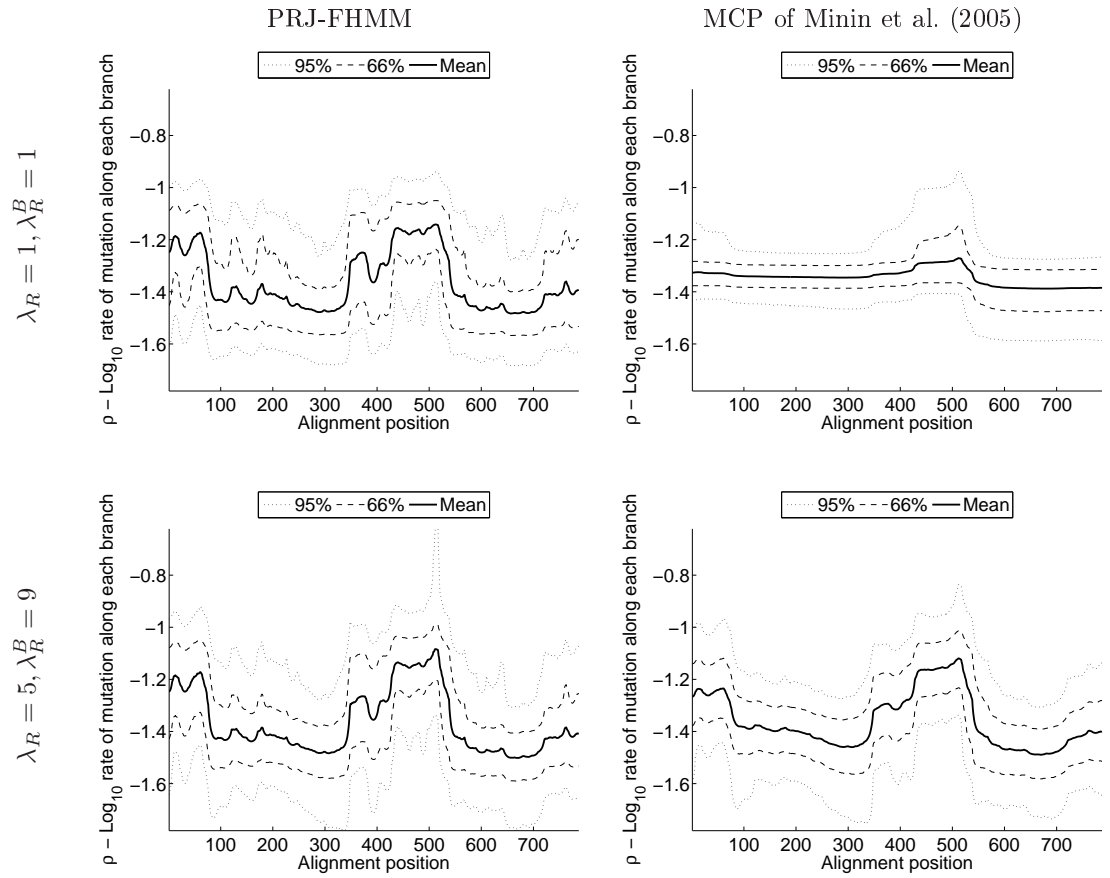 PRJ-FHMM
MCP of Minin et al. (2005)
λ_R = 1, λ_R^B = 1
95% 66% Mean
ρ − Log₁₀ rate of mutation along each branch
−0.8
−1
−1.2
−1.4
−1.6
100 200 300 400 500 600 700
Alignment position
95% 66% Mean
ρ − Log₁₀ rate of mutation along each branch
−0.8
−1
−1.2
−1.4
−1.6
100 200 300 400 500 600 700
Alignment position
λ_R = 5, λ_R^B = 9
95% 66% Mean
ρ − Log₁₀ rate of mutation along each branch
−0.8
−1
−1.2
−1.4
−1.6
100 200 300 400 500 600 700
Alignment position
95% 66% Mean
ρ − Log₁₀ rate of mutation along each branch
−0.8
−1
−1.2
−1.4
−1.6
100 200 300 400 500 600 700
Alignment position